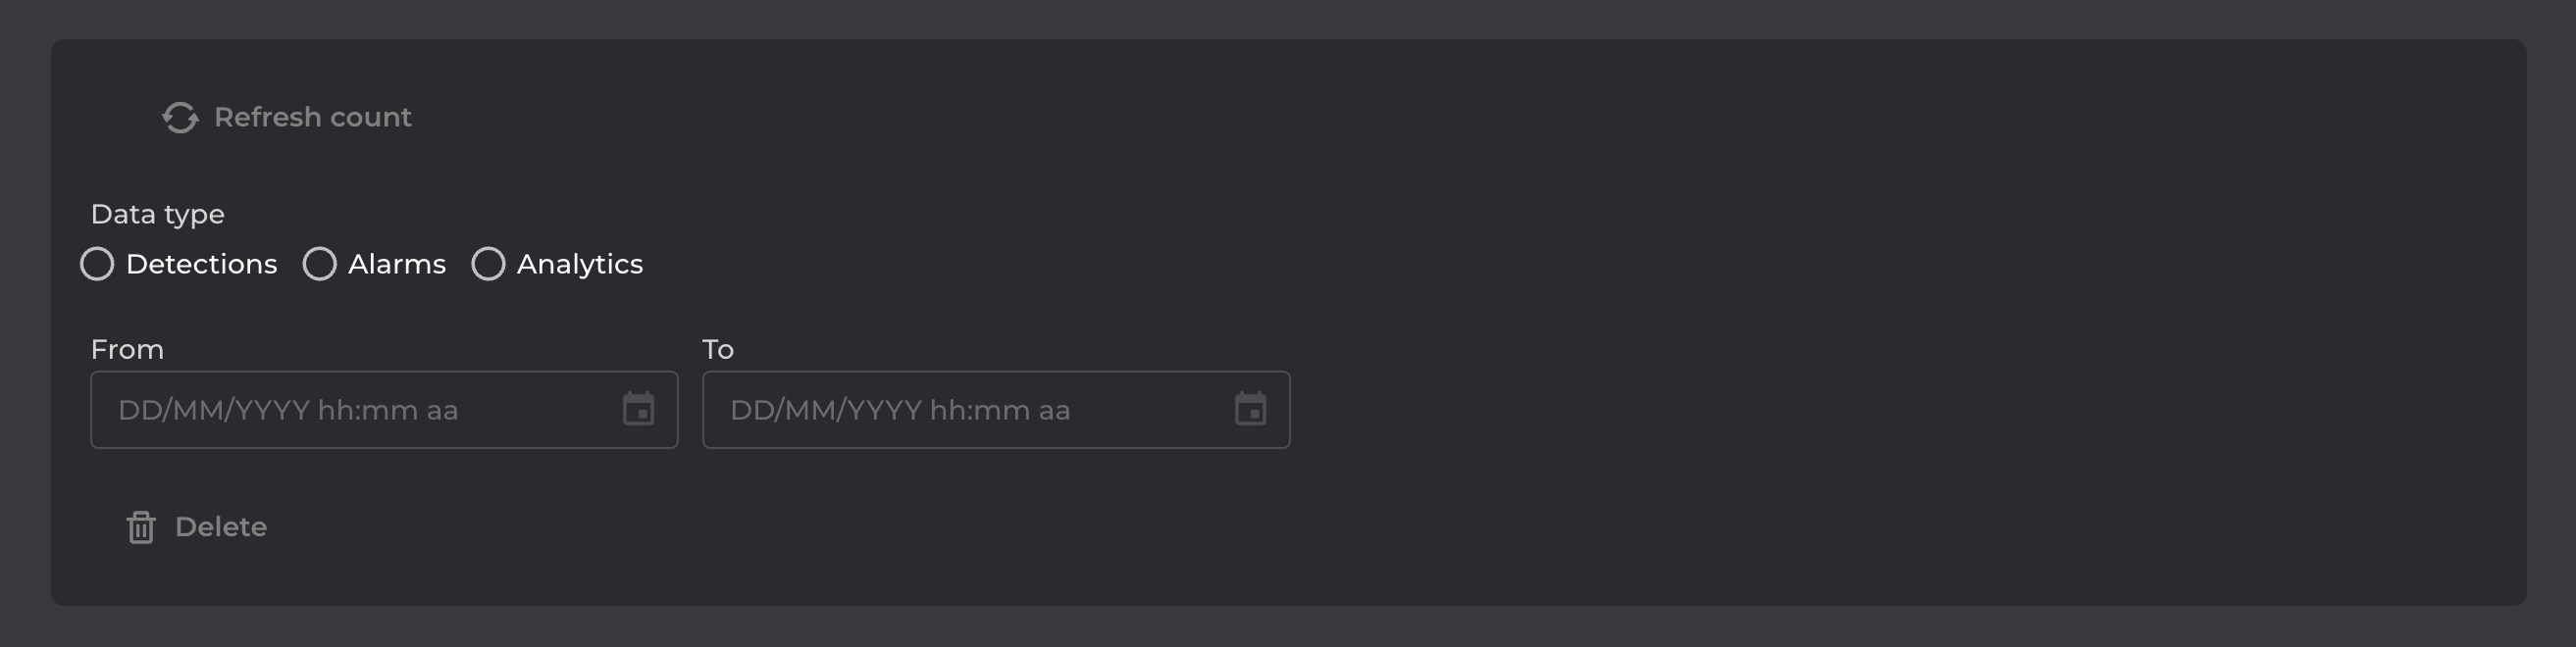 Refresh count
Data type
Detections Alarms Analytics
From To
DD/MM/YYYY hh:mm aa DD/MM/YYYY hh:mm aa
Delete